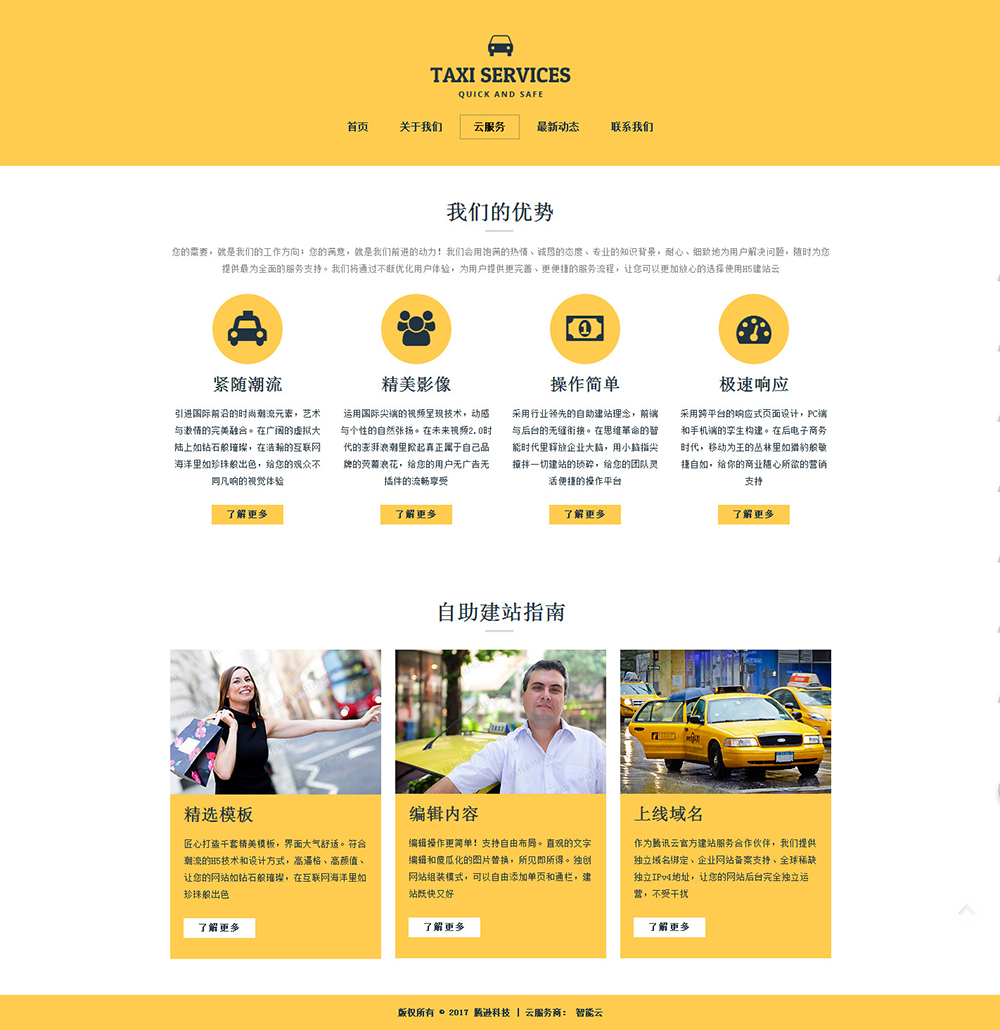 TAXI SERVICES
QUICK AND SAFE
首页 关于我们 云服务 最新动态 联系我们
我们的优势
您的需要，就是我们的工作方向；您的满意，就是我们前进的动力！我们会用饱满的热情、诚恳的态度、专业的知识背景，耐心、细致地为用户解决问题，随时为您
提供最为全面的服务支持。我们将通过不断优化用户体验，为用户提供更完善、更便捷的服务流程，让您可以更加放心的选择使用H5建站云
紧随潮流
引进国际前沿的时尚潮流元素，艺术
与激情的完美融合。在广阔的虚拟大
陆上如钻石般璀璨，在浩瀚的互联网
海洋里如珍珠般出色，给您的观众不
同凡响的视觉体验
了解更多
精美影像
运用国际尖端的视频呈现技术，动感
与个性的自然张扬。在未来视频2.0时
代的澎湃浪潮里掀起真正属于自己品
牌的荧幕浪花，给您的用户无广告无
插件的流畅享受
了解更多
操作简单
采用行业领先的自助建站理念，前端
与后台的无缝衔接。在思维革命的智
能时代里释放企业大脑，用小脑指尖
撩拌一切建站的琐碎，给您的团队灵
活便捷的操作平台
了解更多
极速响应
采用跨平台的响应式页面设计，PC端
和手机端的孪生构建。在后电子商务
时代，移动为王的丛林里如猎豹般敏
捷自如，给你的商业随心所欲的营销
支持
了解更多
自助建站指南
精选模板
匠心打造千套精美模板，界面大气舒适。符合
潮流的H5技术和设计方式，高逼格、高颜值、
让您的网站如钻石般璀璨，在互联网海洋里如
珍珠般出色
了解更多
编辑内容
编辑操作更简单！支持自由布局。直观的文字
编辑和傻瓜化的图片替换，所见即所得。独创
网站组装模式，可以自由添加单页和通栏，建
站既快又好
了解更多
上线域名
作为腾讯云官方建站服务合作伙伴，我们提供
独立域名绑定、企业网站备案支持、全球稀缺
独立IPv4地址，让您的网站后台完全独立运
营，不受干扰
了解更多
版权所有 © 2017 腾逊科技 | 云服务商： 智能云